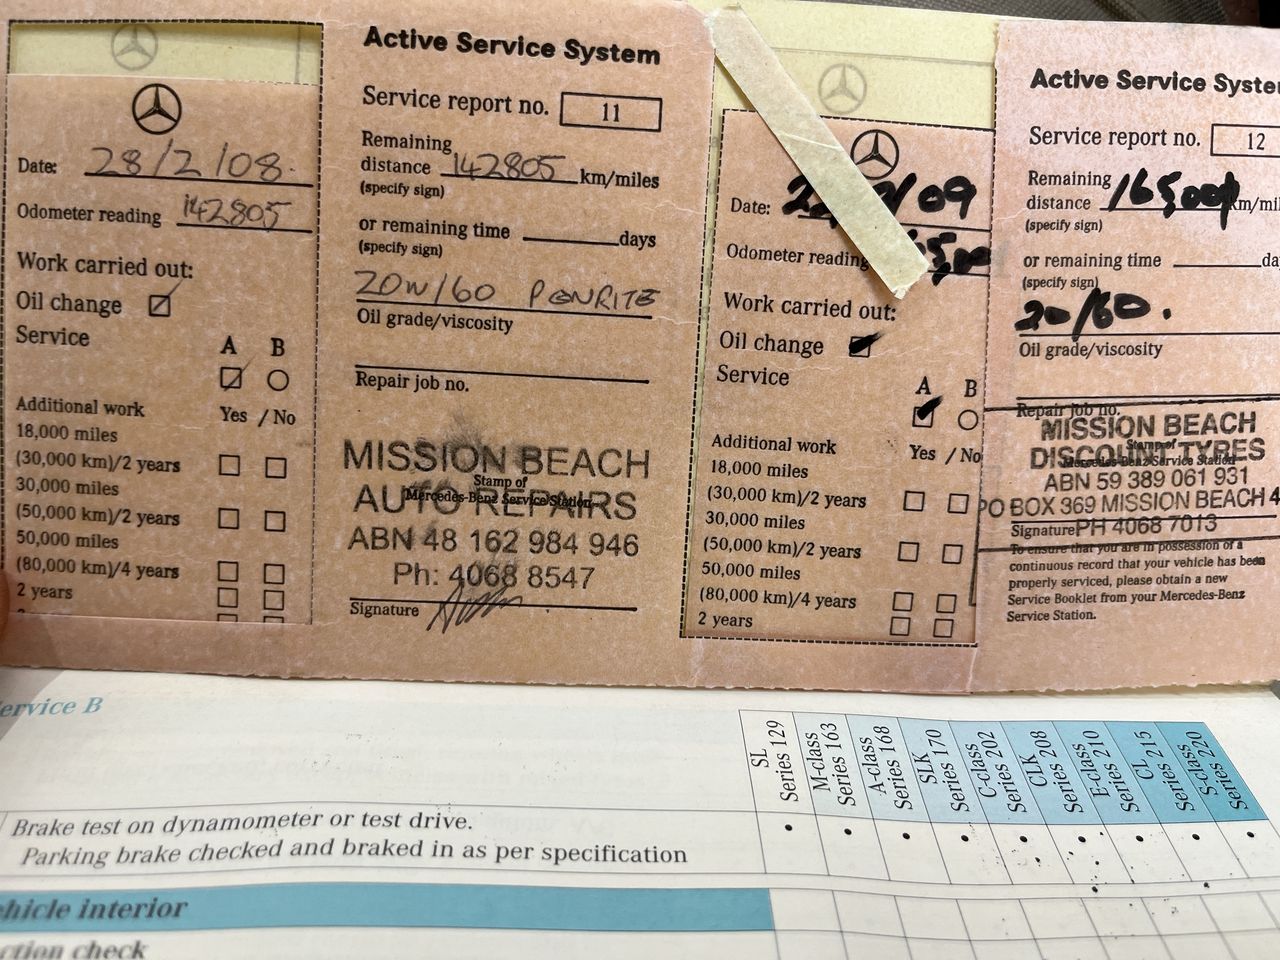 Active Service System
Service report no. 11
Date: 28/2/08.
Odometer reading 142805
Work carried out:
Oil change
Service
A B
Additional work Yes / No
18,000 miles
(30,000 km)/2 years
30,000 miles
(50,000 km)/2 years
50,000 miles
(80,000 km)/4 years
2 years
Remaining
distance 142805 km/miles
(specify sign)
or remaining time days
(specify sign)
20W/60 PENRITE
Oil grade/viscosity
Repair job no.
MISSION BEACH
Stamp of
AUTO REPAIRS
Mercedes-Benz Service Station
ABN 48 162 984 946
Ph: 4068 8547
Signature
Date: /09
Odometer reading
Work carried out:
Oil change
Service
A B
Additional work Yes / No
18,000 miles
(30,000 km)/2 years
30,000 miles
(50,000 km)/2 years
50,000 miles
(80,000 km)/4 years
2 years
Active Service
Service report no. 12
Remaining
distance
(specify sign)
or remaining time
(specify sign)
20/60.
Oil grade/viscosity
Repair job no.
MISSION BEACH
Stamp of
DISCOUNT TYRES
Mercedes-Benz Service Station
ABN 59 389 061 931
PO BOX 369 MISSION BEACH 4
Signature PH 4068 7013
To ensure that you are in possession of a
continuous record that your vehicle has been
properly serviced, please obtain a new
Service Booklet from your Mercedes-Benz
Service Station.
B
SL
Series 129
M-class
Series 163
A-class
Series 168
SLK
Series 170
C-class
Series 202
CLK
Series 208
E-class
Series 210
CL
Series 215
S-class
Series 220
Brake test on dynamometer or test drive.
Parking brake checked and braked in as per specification
interior
check